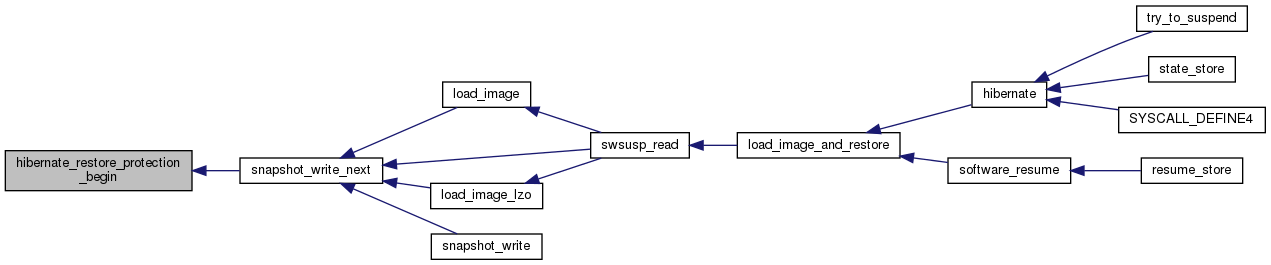 hibernate_restore_protection
_begin
snapshot_write_next
load_image
load_image_lzo
snapshot_write
swsusp_read
load_image_and_restore
hibernate
software_resume
try_to_suspend
state_store
SYSCALL_DEFINE4
resume_store